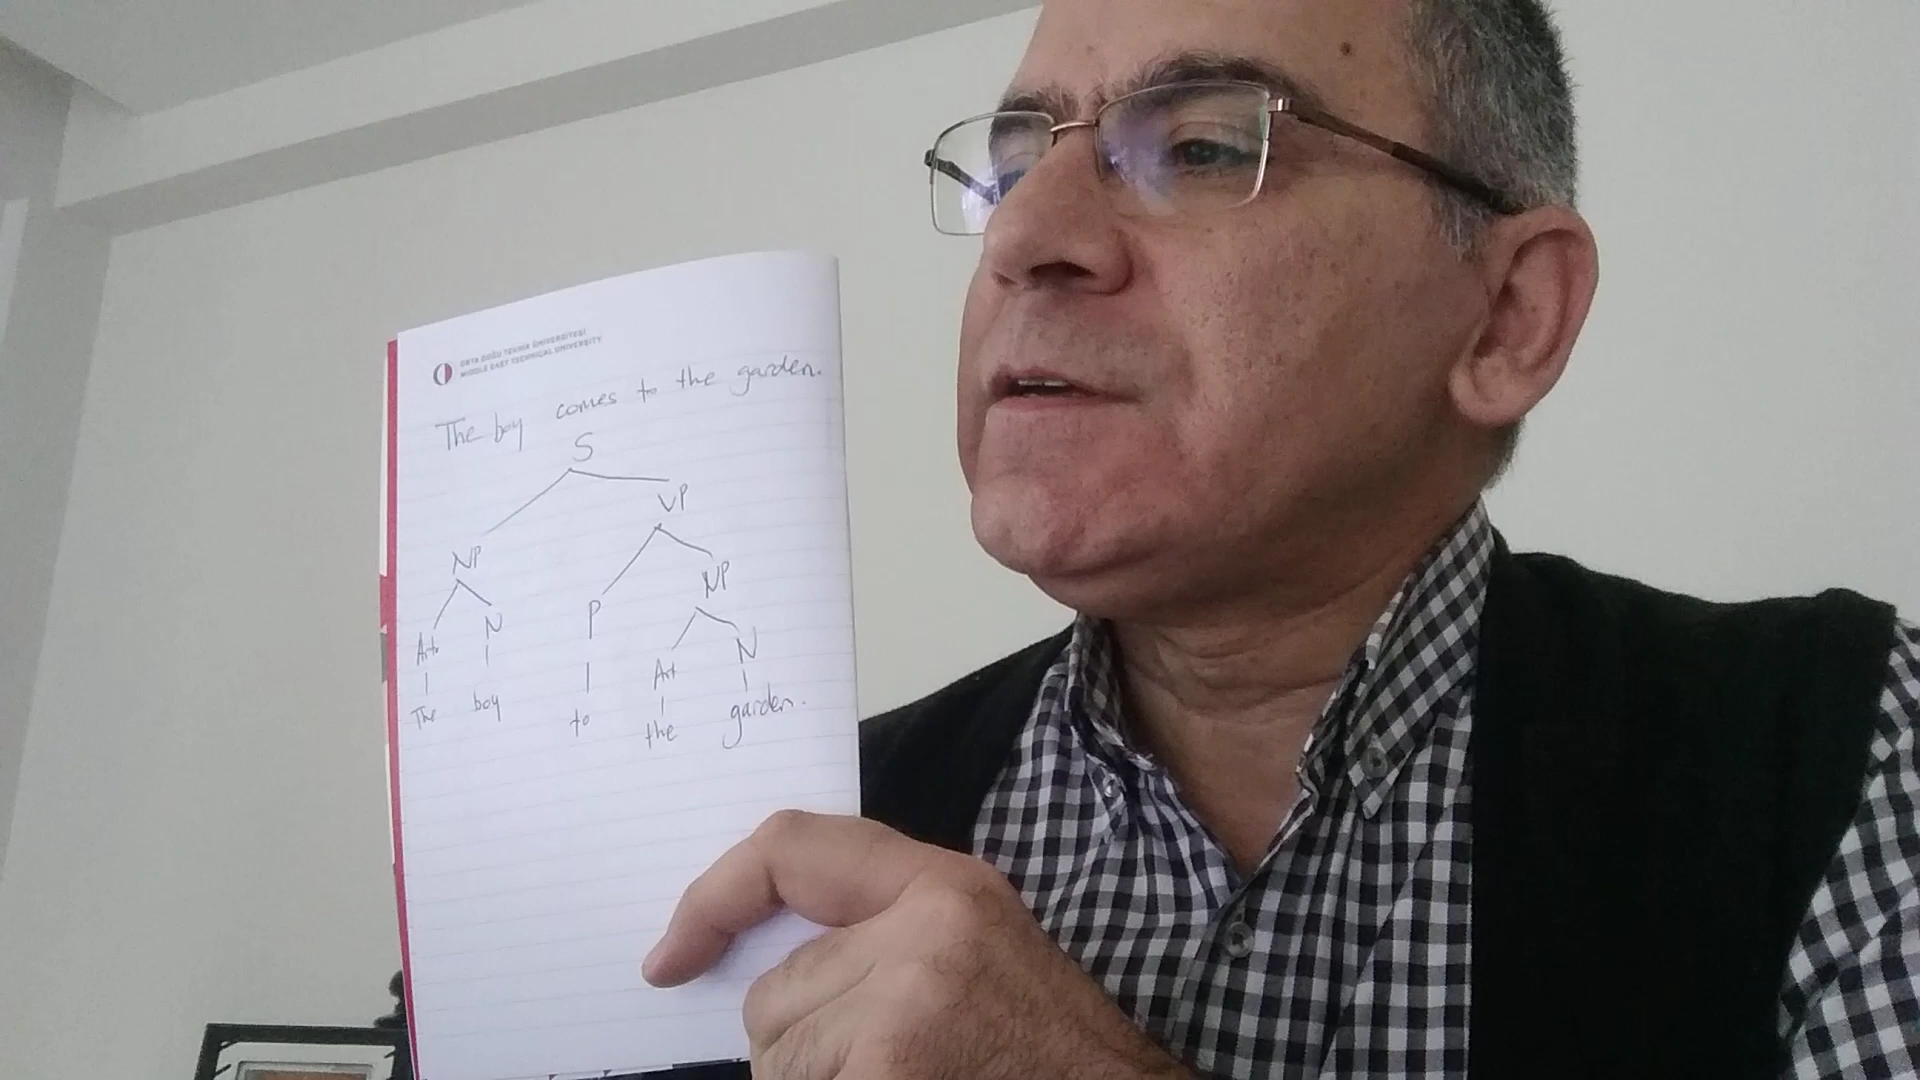 ORTA DOĞU TEKNİK ÜNİVERSİTESİ
MIDDLE EAST TECHNICAL UNIVERSITY
The boy comes to the garden.
S
VP
NP
NP
P
Art N
Art N
The boy to the garden.